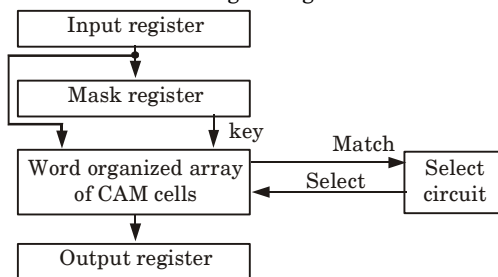 Input register
Mask register
key
Match
Word organized array
of CAM cells
Select
Select
circuit
Output register